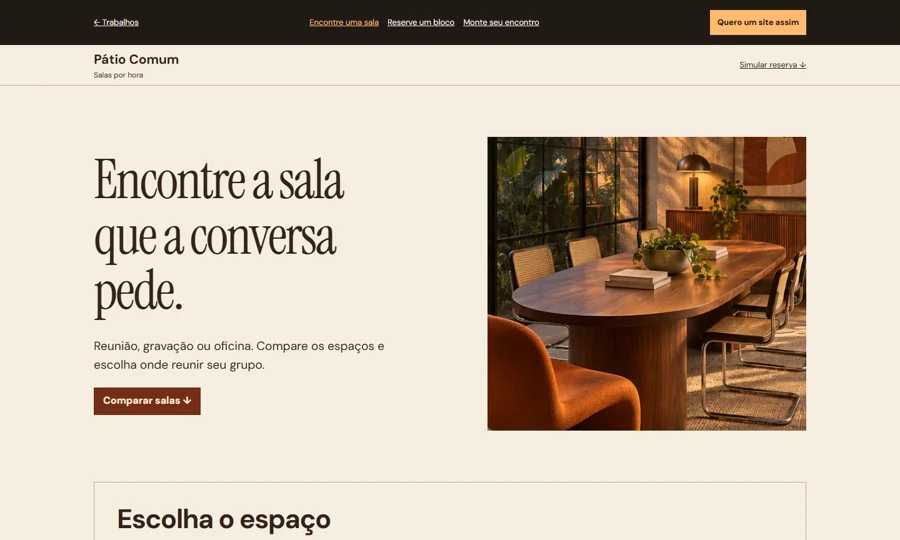 ← Trabalhos
Encontre uma sala Reserve um bloco Monte seu encontro
Quero um site assim
Pátio Comum
Salas por hora
Simular reserva ↓
Encontre a sala
que a conversa
pede.
Reunião, gravação ou oficina. Compare os espaços e
escolha onde reunir seu grupo.
Comparar salas ↓
Escolha o espaço